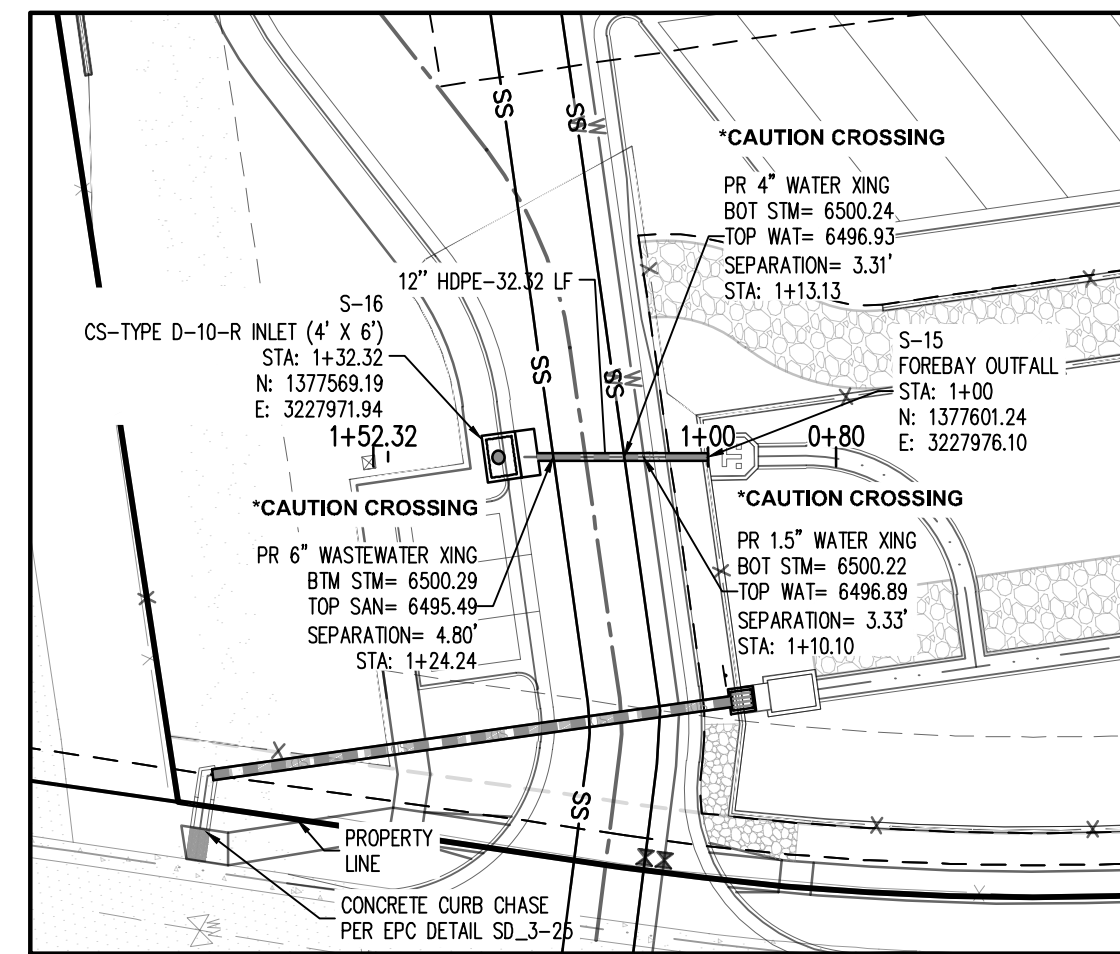 SS
SS
W
*CAUTION CROSSING
PR 4" WATER XING
BOT STM= 6500.24
TOP WAT= 6496.93
SEPARATION= 3.31'
STA: 1+13.13
12" HDPE-32.32 LF
S-16
CS-TYPE D-10-R INLET (4' X 6')
STA: 1+32.32
N: 1377569.19
E: 3227971.94
1+52.32
SS
SS
W
S-15
FOREBAY OUTFALL
STA: 1+00
N: 1377601.24
E: 3227976.10
1+00
0+80
*CAUTION CROSSING
PR 6" WASTEWATER XING
BTM STM= 6500.29
TOP SAN= 6495.49
SEPARATION= 4.80'
STA: 1+24.24
*CAUTION CROSSING
PR 1.5" WATER XING
BOT STM= 6500.22
TOP WAT= 6496.89
SEPARATION= 3.33'
STA: 1+10.10
SS
PROPERTY
LINE
CONCRETE CURB CHASE
PER EPC DETAIL SD_3-25